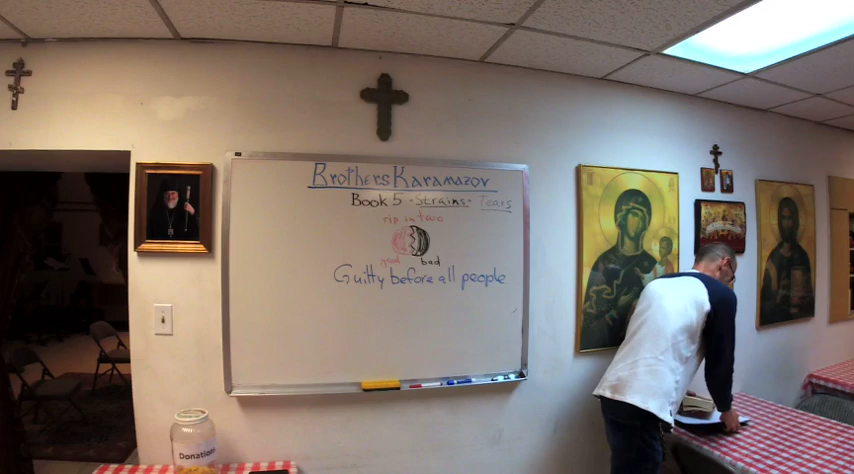 Brothers Karamazov
Book 5 - Strains - Tears
rip in two
good bad
Guilty before all people
Donations